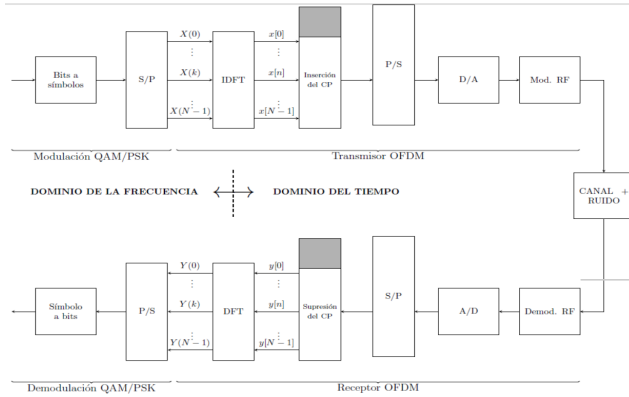 Bits a
símbolos
S/P
X(0)
⋮
X(k)
⋮
X(N−1)
IDFT
x[0]
⋮
x[n]
⋮
x[N−1]
Inserción
del CP
P/S
D/A
Mod. RF
Modulación QAM/PSK
Transmisor OFDM
DOMINIO DE LA FRECUENCIA
DOMINIO DEL TIEMPO
CANAL +
RUIDO
Símbolo
a bits
P/S
Y(0)
⋮
Y(k)
⋮
Y(N−1)
DFT
y[0]
⋮
y[n]
⋮
y[N−1]
Supresión
del CP
S/P
A/D
Demod. RF
Demodulación QAM/PSK
Receptor OFDM